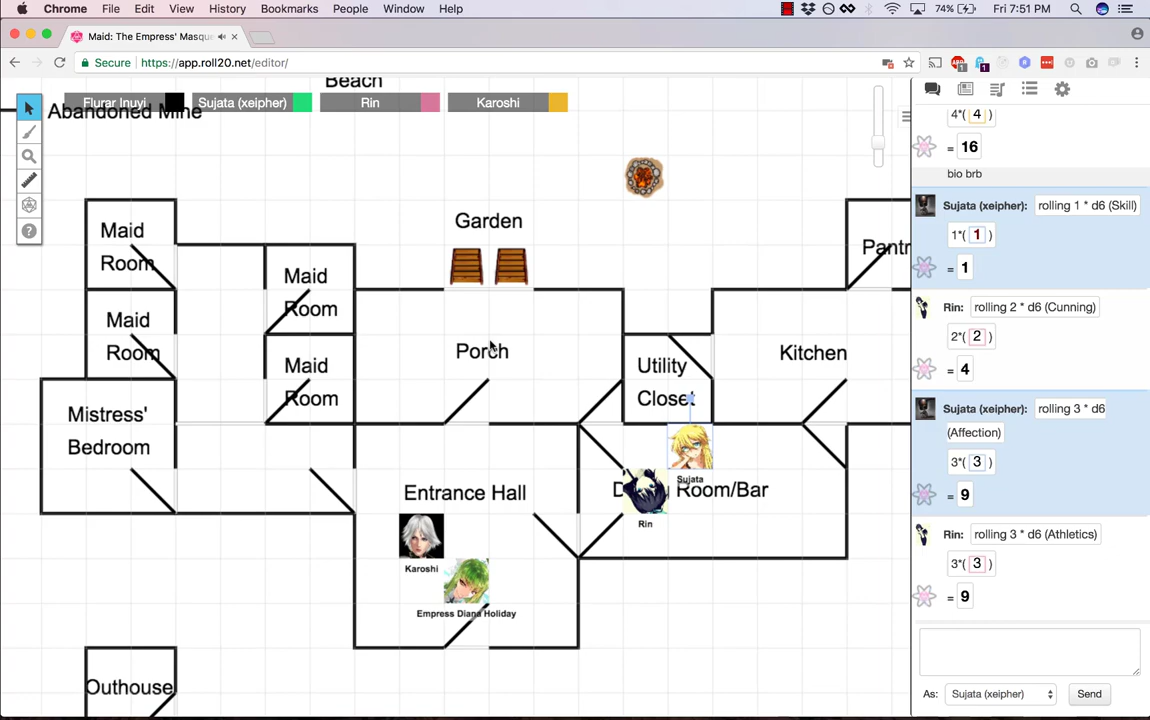 Chrome File Edit View History Bookmarks People Window Help 74% Fri 7:51 PM
Maid: The Empress' Masque
Secure https://app.roll20.net/editor/
Beach
Flurar Inuyi Sujata (xeipher) Rin Karoshi
Abandoned Mine
Garden
Maid
Room
Maid
Room
Maid
Room
Maid
Room
Mistress'
Bedroom
Porch
Utility
Closet
Kitchen
Pantr
Entrance Hall
Room/Bar
Sujata
Rin
Karoshi
Empress Diana Holiday
Outhouse
4*( 4 )
= 16
bio brb
Sujata (xeipher): rolling 1 * d6 (Skill)
1*( 1 )
= 1
Rin: rolling 2 * d6 (Cunning)
2*( 2 )
= 4
Sujata (xeipher): rolling 3 * d6
(Affection)
3*( 3 )
= 9
Rin: rolling 3 * d6 (Athletics)
3*( 3 )
= 9
As: Sujata (xeipher) Send